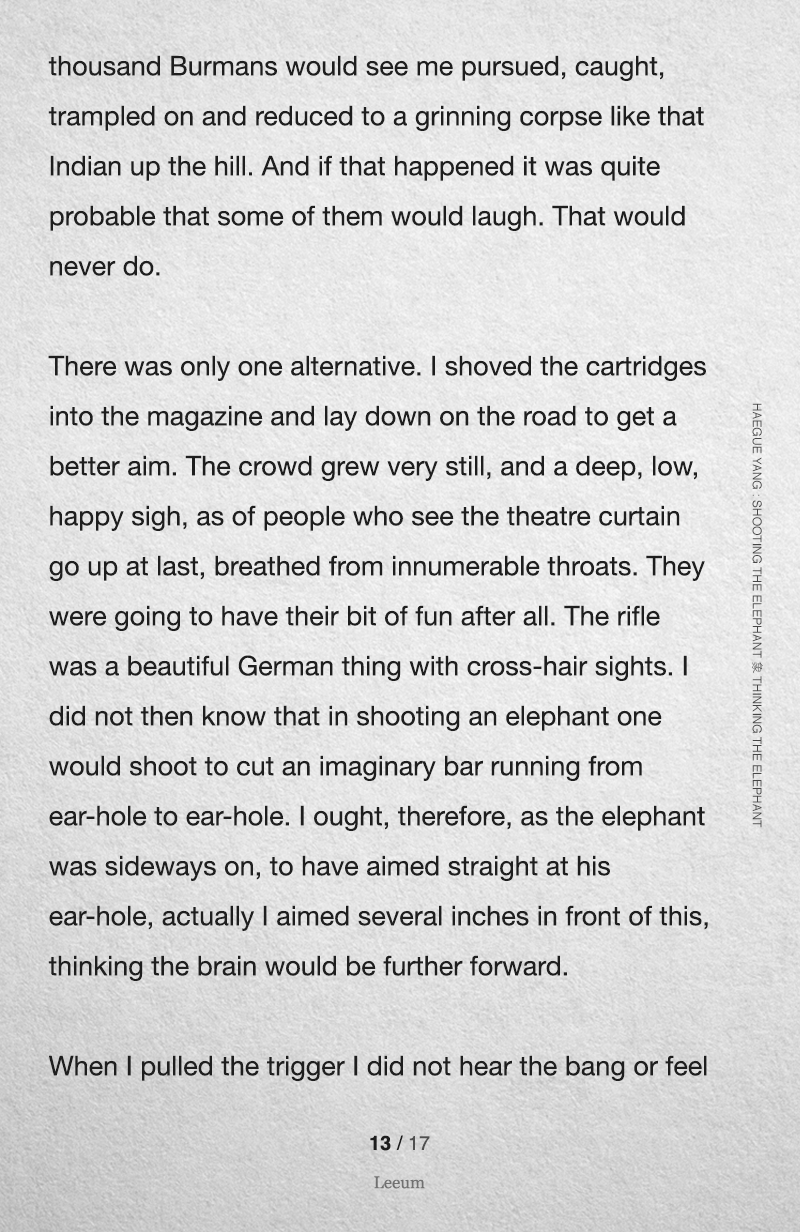 thousand Burmans would see me pursued, caught,
trampled on and reduced to a grinning corpse like that
Indian up the hill. And if that happened it was quite
probable that some of them would laugh. That would
never do.
There was only one alternative. I shoved the cartridges
into the magazine and lay down on the road to get a
better aim. The crowd grew very still, and a deep, low,
happy sigh, as of people who see the theatre curtain
go up at last, breathed from innumerable throats. They
were going to have their bit of fun after all. The rifle
was a beautiful German thing with cross-hair sights. I
did not then know that in shooting an elephant one
would shoot to cut an imaginary bar running from
ear-hole to ear-hole. I ought, therefore, as the elephant
was sideways on, to have aimed straight at his
ear-hole, actually I aimed several inches in front of this,
thinking the brain would be further forward.
When I pulled the trigger I did not hear the bang or feel
HAEGUE YANG : SHOOTING THE ELEPHANT 象 THINKING THE ELEPHANT
13 / 17
Leeum